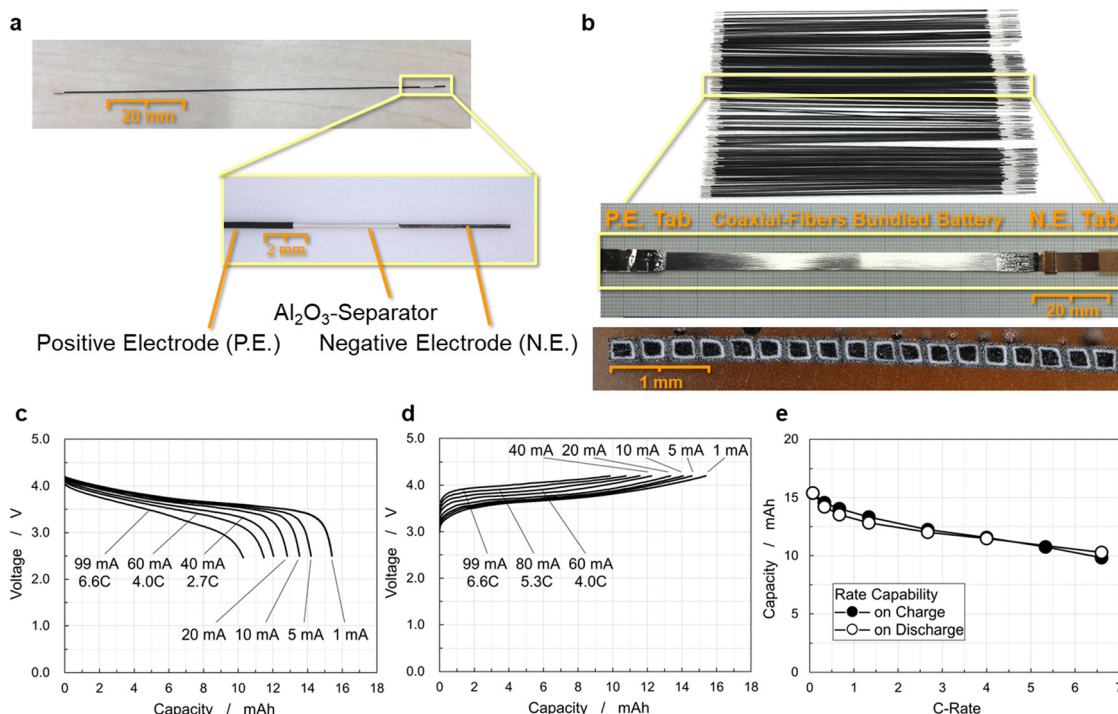 a
20 mm
2 mm
Al₂O₃-Separator
Positive Electrode (P.E.)
Negative Electrode (N.E.)
b
P.E. Tab Coaxial-Fibers Bundled Battery N.E. Tab
20 mm
1 mm
c
5.0
4.0
3.0
2.0
1.0
0.0
Voltage / V
99 mA 60 mA 40 mA
6.6C 4.0C 2.7C
20 mA 10 mA 5 mA 1 mA
0 2 4 6 8 10 12 14 16 18
Capacity / mAh
d
5.0
4.0
3.0
2.0
1.0
0.0
Voltage / V
40 mA 20 mA 10 mA 5 mA 1 mA
99 mA 80 mA 60 mA
6.6C 5.3C 4.0C
0 2 4 6 8 10 12 14 16 18
Capacity / mAh
e
20
15
10
5
0
Capacity / mAh
Rate Capability
on Charge
on Discharge
0 1 2 3 4 5 6 7
C-Rate